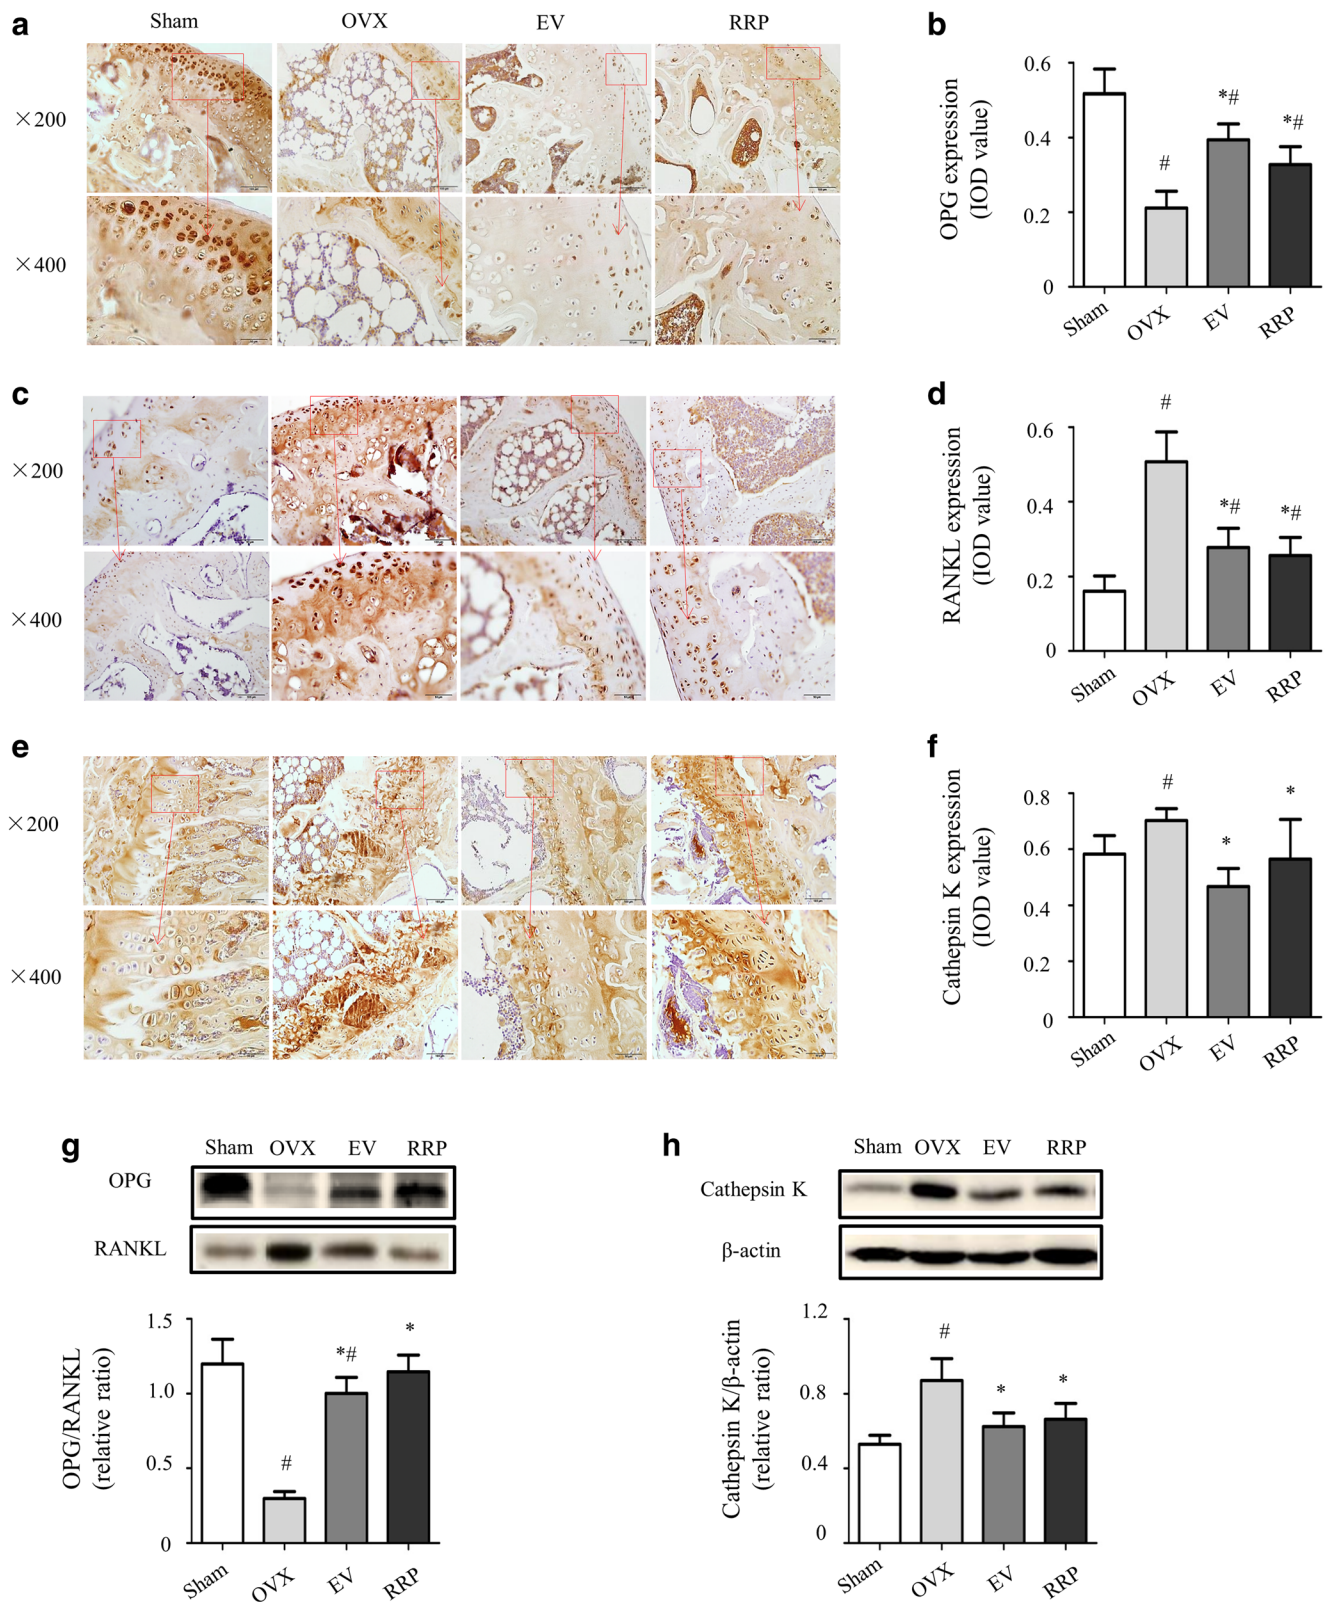 a
Sham OVX EV RRP
×200
×400
b
OPG expression
(IOD value)
0.6
0.4
0.2
0
#
*#
*#
Sham OVX EV RRP
c
×200
×400
d
RANKL expression
(IOD value)
0.6
0.4
0.2
0
#
*#
*#
Sham OVX EV RRP
e
×200
×400
f
Cathepsin K expression
(IOD value)
0.8
0.6
0.4
0.2
0
#
*
*
Sham OVX EV RRP
g
Sham OVX EV RRP
OPG
RANKL
OPG/RANKL
(relative ratio)
1.5
1.0
0.5
0
#
*#
*
Sham OVX EV RRP
h
Sham OVX EV RRP
Cathepsin K
β-actin
Cathepsin K/β-actin
(relative ratio)
1.2
0.8
0.4
0
#
*
*
Sham OVX EV RRP